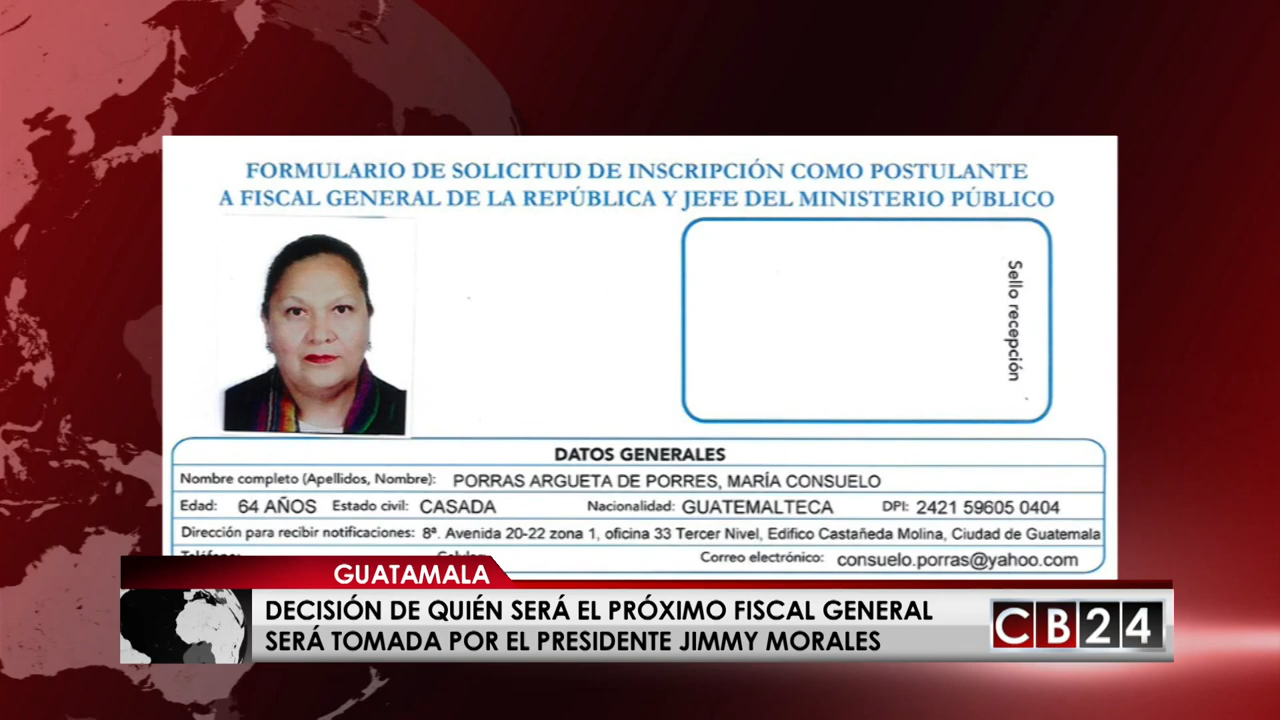 FORMULARIO DE SOLICITUD DE INSCRIPCIÓN COMO POSTULANTE
A FISCAL GENERAL DE LA REPÚBLICA Y JEFE DEL MINISTERIO PÚBLICO
Sello recepción
DATOS GENERALES
Nombre completo (Apellidos, Nombre): PORRAS ARGUETA DE PORRES, MARÍA CONSUELO
Edad: 64 AÑOS Estado civil: CASADA Nacionalidad: GUATEMALTECA DPI: 2421 59605 0404
Dirección para recibir notificaciones: 8ª. Avenida 20-22 zona 1, oficina 33 Tercer Nivel, Edifico Castañeda Molina, Ciudad de Guatemala
Correo electrónico: consuelo.porras@yahoo.com
GUATAMALA
DECISIÓN DE QUIÉN SERÁ EL PRÓXIMO FISCAL GENERAL
SERÁ TOMADA POR EL PRESIDENTE JIMMY MORALES
CB24